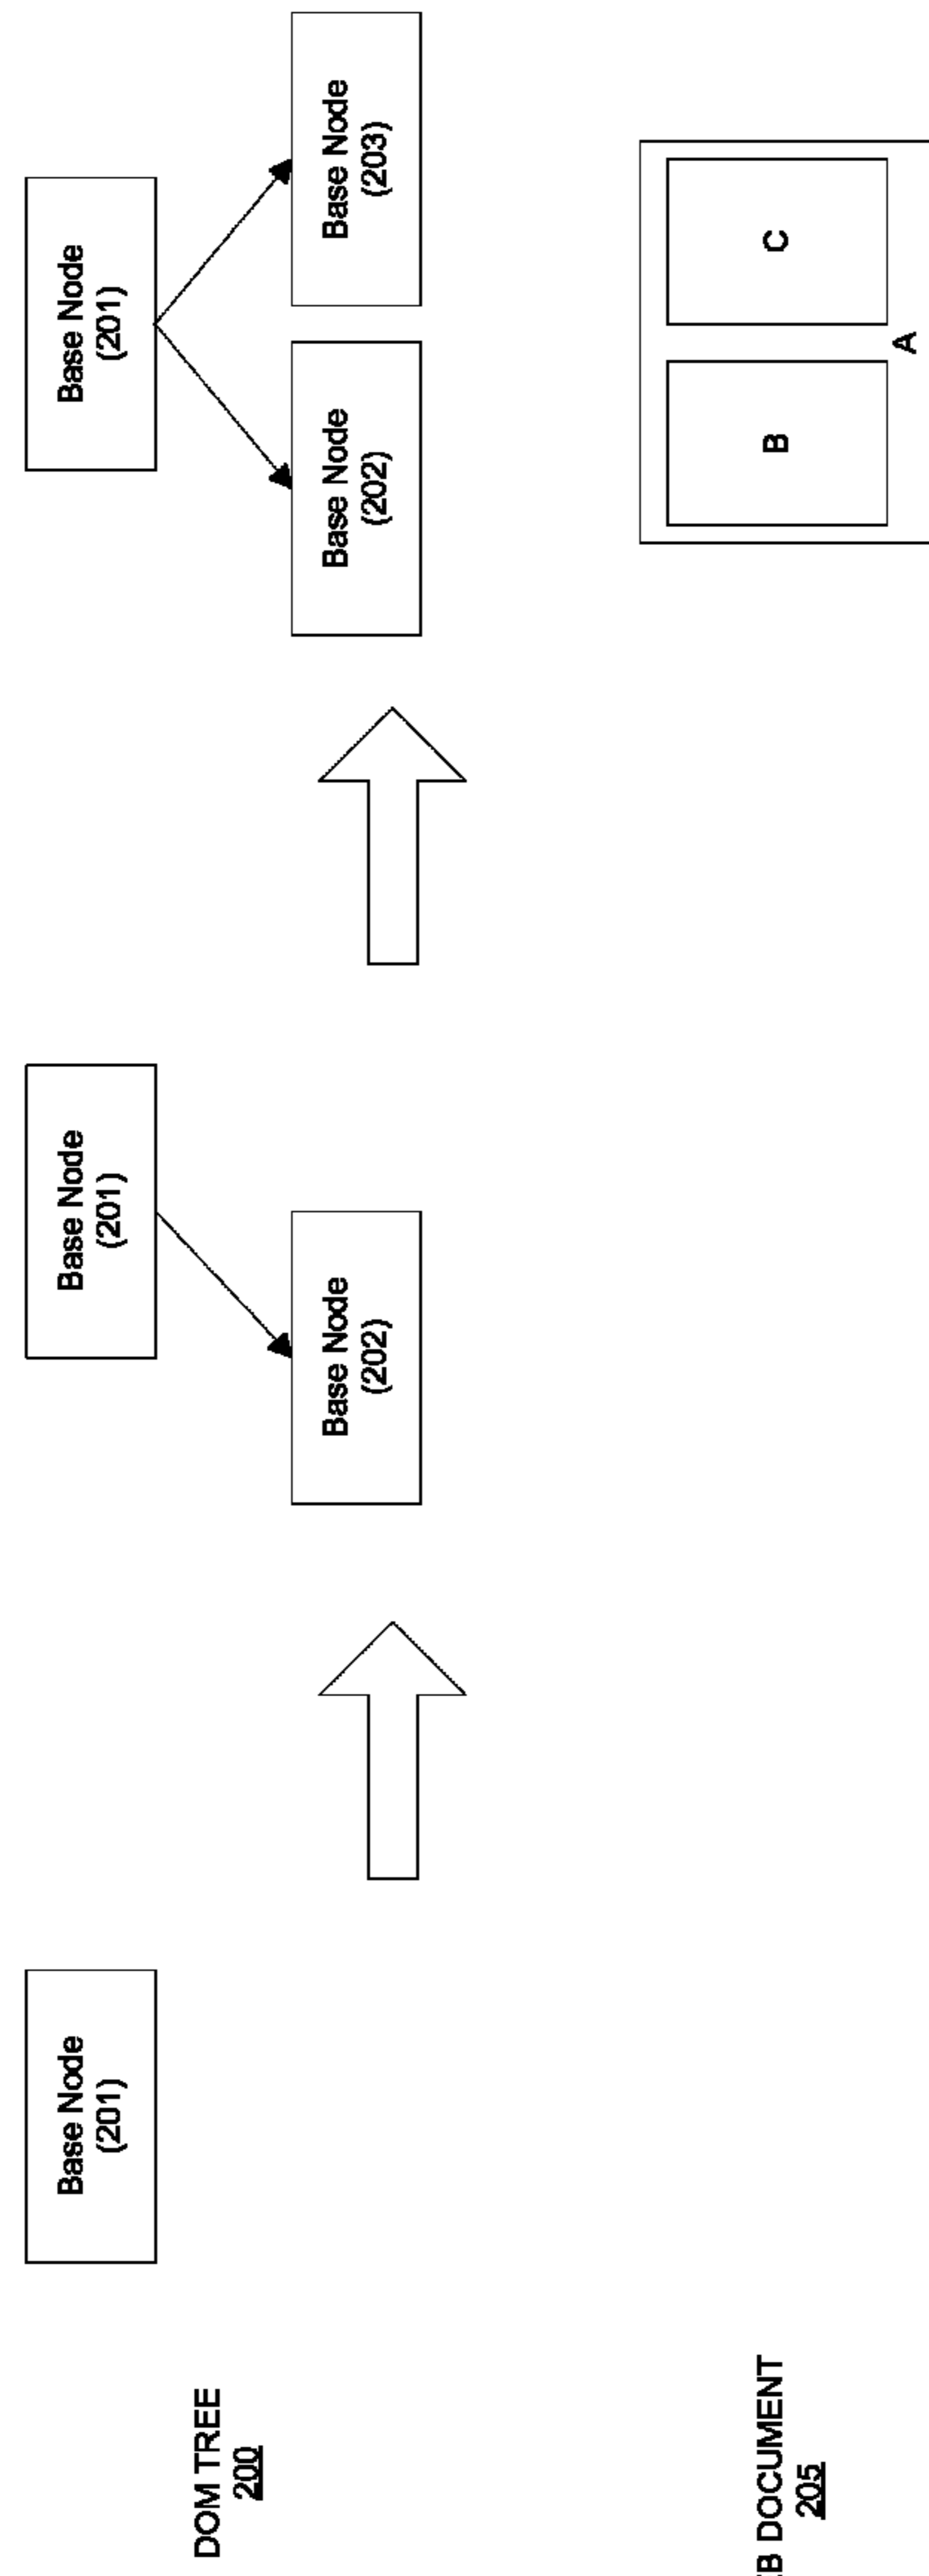 DOM TREE
200
Base Node
(201)
Base Node
(201)
Base Node
(202)
Base Node
(201)
Base Node
(202)
Base Node
(203)
EB DOCUMENT
205
B
C
A